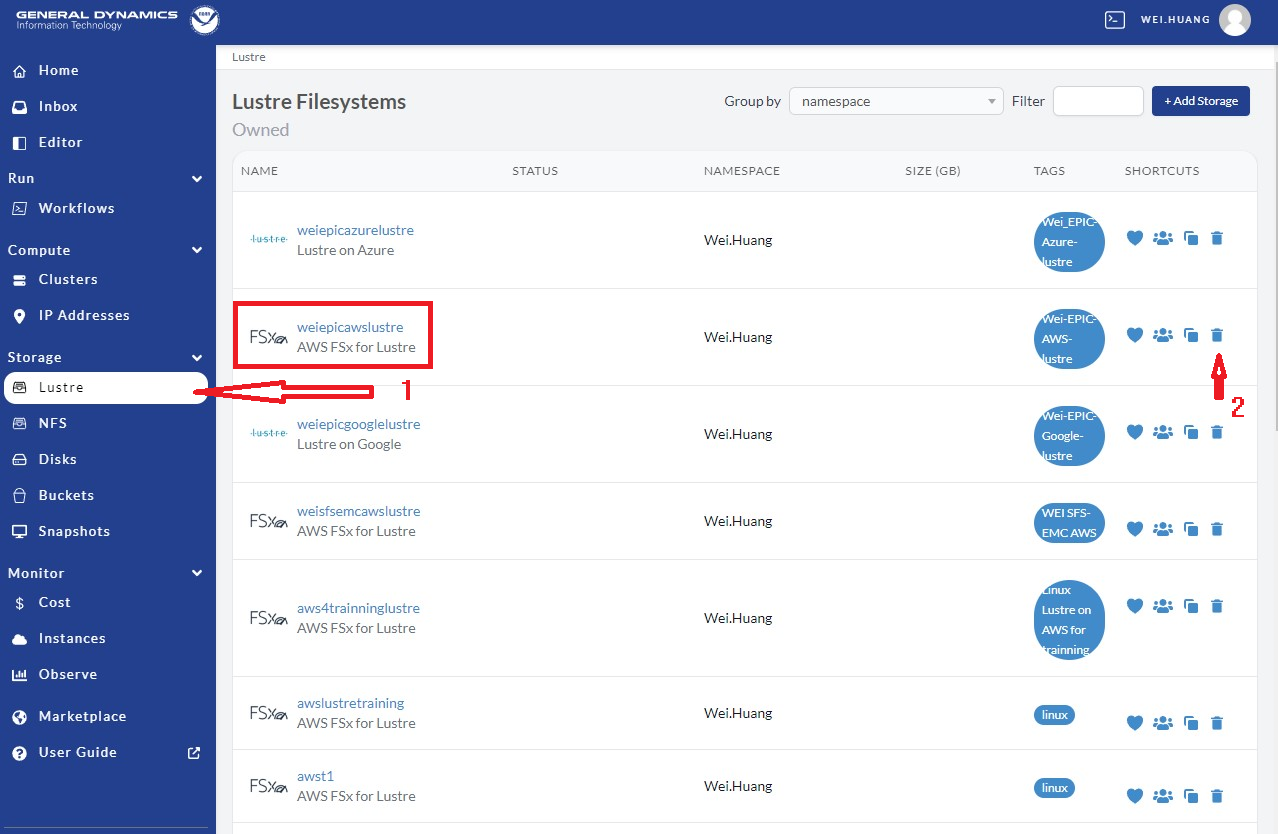 GENERAL DYNAMICS
Information Technology
WEI.HUANG
Home
Inbox
Editor
Run
Workflows
Compute
Clusters
IP Addresses
Storage
Lustre
NFS
Disks
Buckets
Snapshots
Monitor
Cost
Instances
Observe
Marketplace
User Guide
Lustre
Lustre Filesystems
Owned
Group by namespace Filter + Add Storage
NAME STATUS NAMESPACE SIZE (GB) TAGS SHORTCUTS
lustre weiepicazurelustre
Lustre on Azure
Wei.Huang
Wei_EPIC-
Azure-
lustre
FSx weiepicawslustre
AWS FSx for Lustre
Wei.Huang
Wei-EPIC-
AWS-
lustre
1
2
lustre weiepicgooglelustre
Lustre on Google
Wei.Huang
Wei-EPIC-
Google-
lustre
FSx weisfsemcawslustre
AWS FSx for Lustre
Wei.Huang
WEI SFS-
EMC AWS
FSx aws4trainninglustre
AWS FSx for Lustre
Wei.Huang
Linux
Lustre on
AWS for
trainning
FSx awslustretraining
AWS FSx for Lustre
Wei.Huang
linux
FSx awst1
AWS FSx for Lustre
Wei.Huang
linux